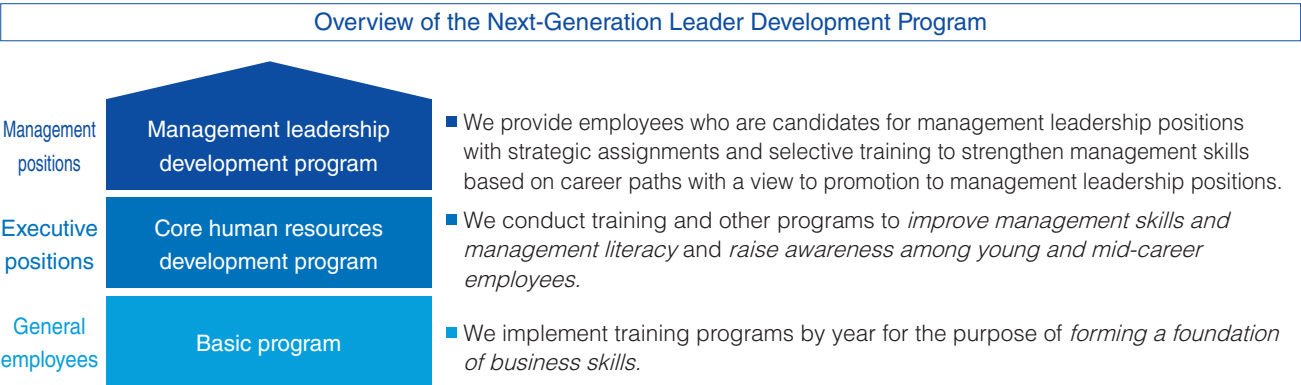 Overview of the Next-Generation Leader Development Program
Management
positions
Management leadership
development program
We provide employees who are candidates for management leadership positions
with strategic assignments and selective training to strengthen management skills
based on career paths with a view to promotion to management leadership positions.
Executive
positions
Core human resources
development program
We conduct training and other programs to improve management skills and
management literacy and raise awareness among young and mid-career
employees.
General
employees
Basic program
We implement training programs by year for the purpose of forming a foundation
of business skills.